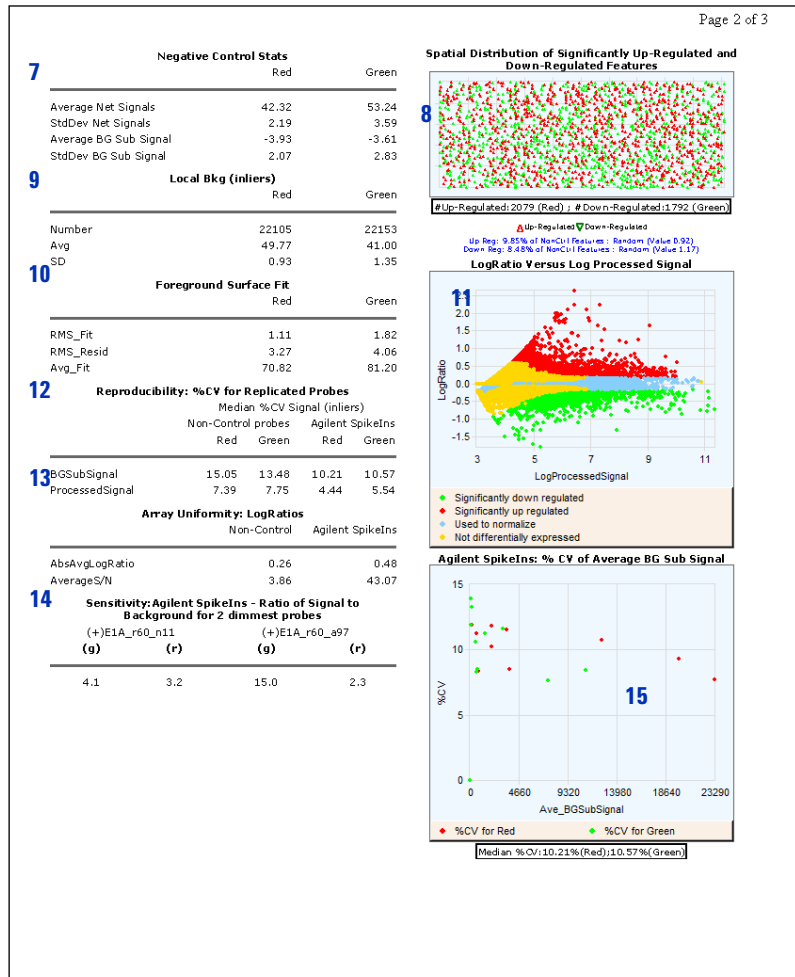 Page 2 of 3
7
Negative Control Stats
Red Green
Average Net Signals 42.32 53.24
StdDev Net Signals 2.19 3.59
Average BG Sub Signal -3.93 -3.61
StdDev BG Sub Signal 2.07 2.83
9
Local Bkg (inliers)
Red Green
Number 22105 22153
Avg 49.77 41.00
SD 0.93 1.35
10
Foreground Surface Fit
Red Green
RMS_Fit 1.11 1.82
RMS_Resid 3.27 4.06
Avg_Fit 70.82 81.20
12
Reproducibility: %CV for Replicated Probes
Median %CV Signal (inliers)
Non-Control probes Agilent SpikeIns
Red Green Red Green
13
BGSubSignal 15.05 13.48 10.21 10.57
ProcessedSignal 7.39 7.75 4.44 5.54
Array Uniformity: LogRatios
Non-Control Agilent SpikeIns
AbsAvgLogRatio 0.26 0.48
AverageS/N 3.86 43.07
14
Sensitivity: Agilent SpikeIns - Ratio of Signal to
Background for 2 dimmest probes
(+)E1A_r60_n11 (+)E1A_r60_a97
(g) (r) (g) (r)
4.1 3.2 15.0 2.3
Spatial Distribution of Significantly Up-Regulated and
Down-Regulated Features
8
#Up-Regulated:2079 (Red) ; #Down-Regulated:1792 (Green)
Up-Regulated Down-Regulated
Up Reg: 9.85% of NonCtrl Features : Random (Value 0.92)
Down Reg: 8.48% of NonCtrl Features : Random (Value 1.17)
LogRatio Versus Log Processed Signal
11
2.5
2.0
1.5
1.0
0.5
0.0
-0.5
-1.0
-1.5
LogRatio
3 5 7 9 11
LogProcessedSignal
Significantly down regulated
Significantly up regulated
Used to normalize
Not differentially expressed
Agilent SpikeIns: % CV of Average BG Sub Signal
15
10
5
0
%CV
15
0 4660 9320 13980 18640 23290
Ave_BGSubSignal
%CV for Red %CV for Green
Median %CV:10.21%(Red);10.57%(Green)